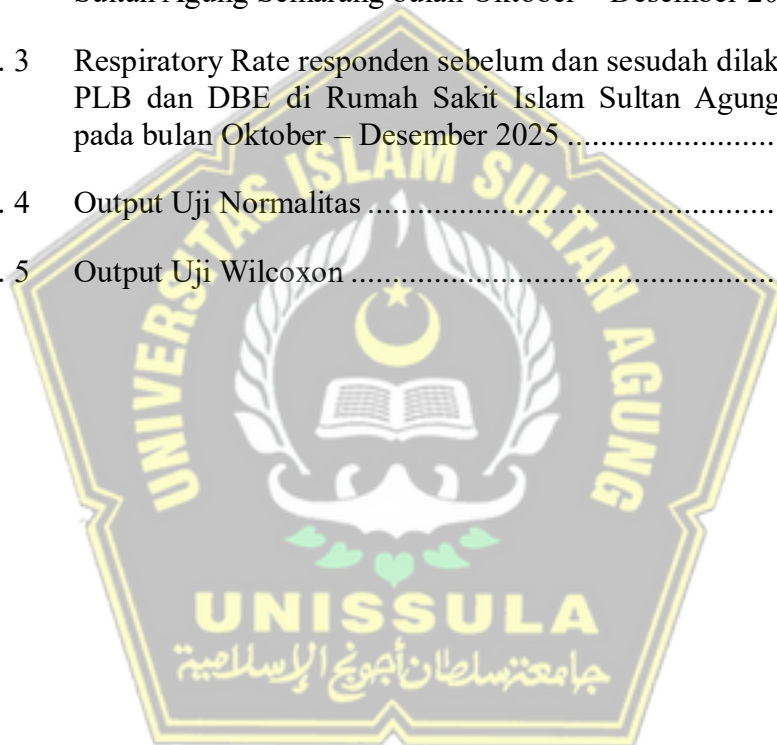 Sultan Agung Semarang bulan Oktober – Desember 20
. 3 Respiratory Rate responden sebelum dan sesudah dilak
PLB dan DBE di Rumah Sakit Islam Sultan Agung
pada bulan Oktober – Desember 2025 ........................
. 4 Output Uji Normalitas ...............................................
. 5 Output Uji Wilcoxon .................................................
UNIVERSITAS ISLAM SULTAN AGUNG
UNISSULA
جامعة سلطان أجونج الإسلامية